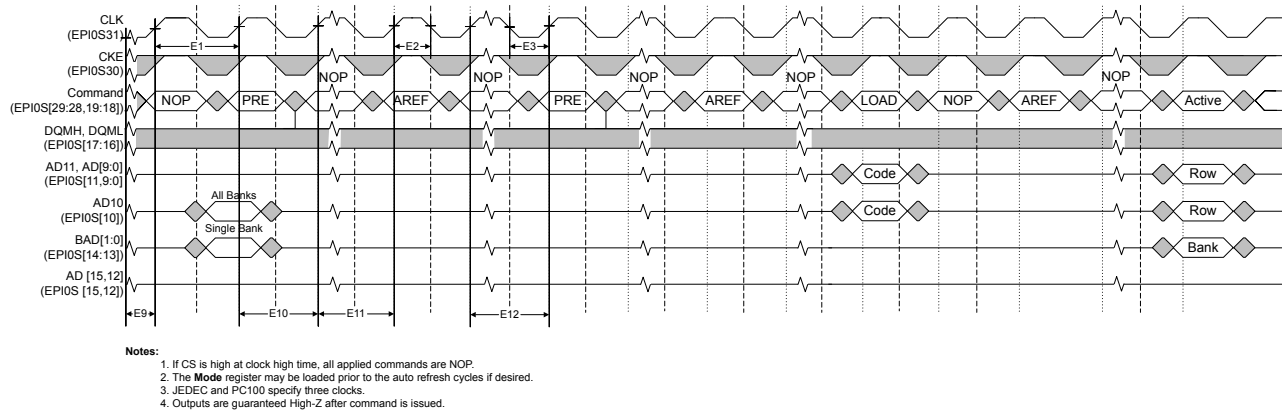 CLK
(EPI0S31)
E1
E2
E3
CKE
(EPI0S30)
NOP
NOP
NOP
NOP
NOP
Command
(EPI0S[29:28,19:18])
NOP
PRE
AREF
PRE
AREF
LOAD
NOP
AREF
Active
DQMH, DQML
(EPI0S[17:16])
AD11, AD[9:0]
(EPI0S[11,9:0])
Code
Row
All Banks
AD10
(EPI0S[10])
Code
Row
Single Bank
BAD[1:0]
(EPI0S[14:13])
Bank
AD [15,12]
(EPI0S [15,12])
E9
E10
E11
E12
Notes:
1. If CS is high at clock high time, all applied commands are NOP.
2. The Mode register may be loaded prior to the auto refresh cycles if desired.
3. JEDEC and PC100 specify three clocks.
4. Outputs are guaranteed High-Z after command is issued.